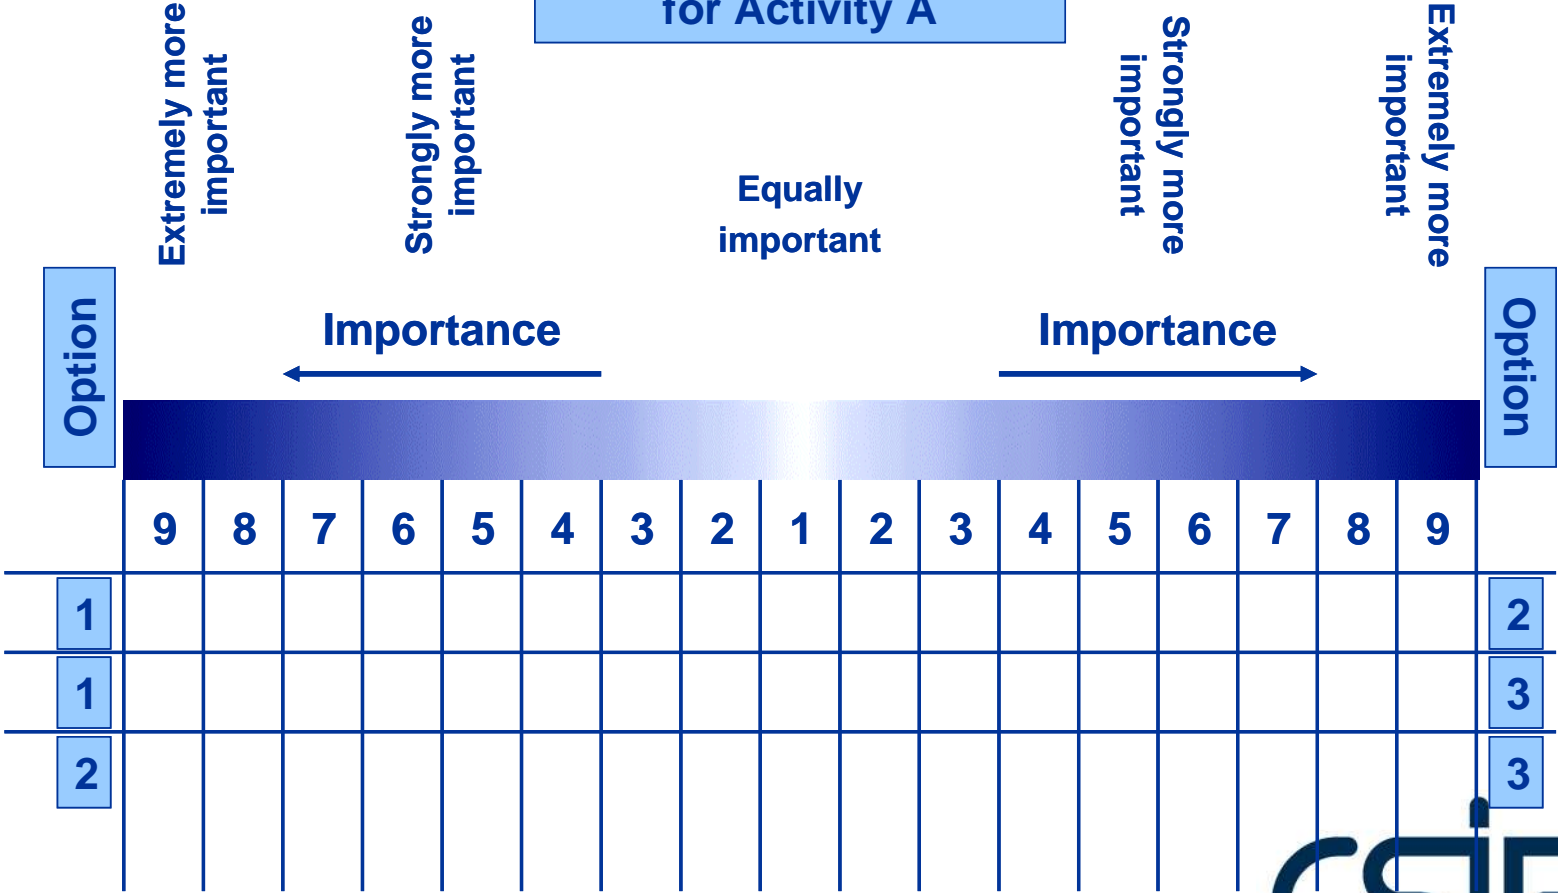 for Activity A
Extremely more
important
Strongly more
important
Equally
important
Strongly more
important
Extremely more
important
Option
Importance
Importance
Option
9 8 7 6 5 4 3 2 1 2 3 4 5 6 7 8 9
1 2
1 3
2 3